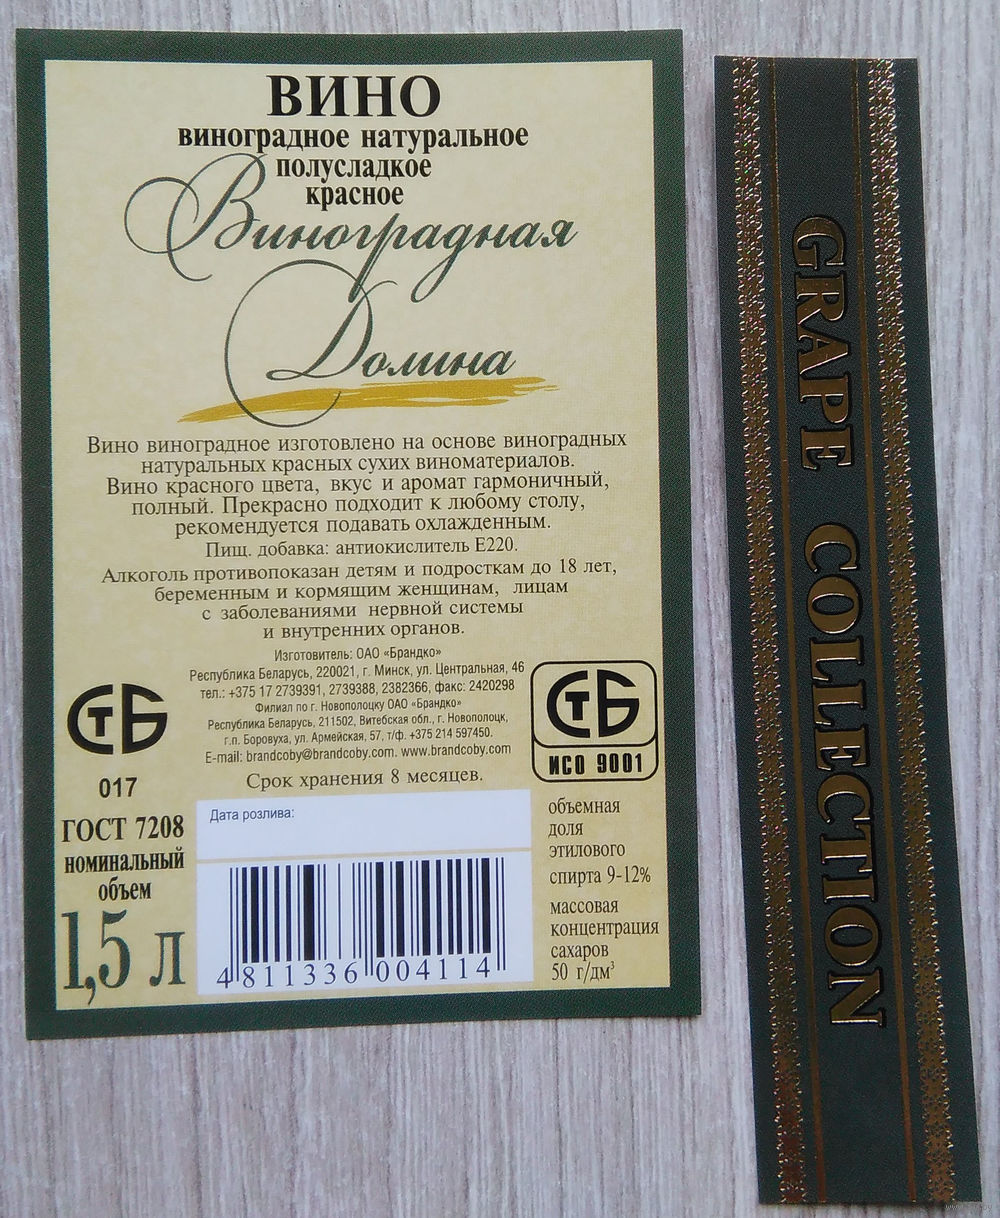 ВИНО
виноградное натуральное
полусладкое
красное
Виноградная
Долина
Вино виноградное изготовлено на основе виноградных
натуральных красных сухих виноматериалов.
Вино красного цвета, вкус и аромат гармоничный,
полный. Прекрасно подходит к любому столу,
рекомендуется подавать охлажденным.
Пищ. добавка: антиокислитель Е220.
Алкоголь противопоказан детям и подросткам до 18 лет,
беременным и кормящим женщинам, лицам
с заболеваниями нервной системы
и внутренних органов.
Изготовитель: ОАО «Брандко»
Республика Беларусь, 220021, г. Минск, ул. Центральная, 46
тел.: +375 17 2739391, 2739388, 2382366, факс: 2420298
Филиал по г. Новополоцку ОАО «Брандко»
Республика Беларусь, 211502, Витебская обл., г. Новополоцк,
г.п. Боровуха, ул. Армейская, 57, т/ф. +375 214 597450.
E-mail: brandcoby@brandcoby.com. www.brandcoby.com
Срок хранения 8 месяцев.
СТБ
017
ГОСТ 7208
номинальный
объем
1,5 л
Дата розлива:
4 811336 004114
СТБ
ИСО 9001
объемная
доля
этилового
спирта 9-12%
массовая
концентрация
сахаров
50 г/дм³
GRAPE COLLECTION